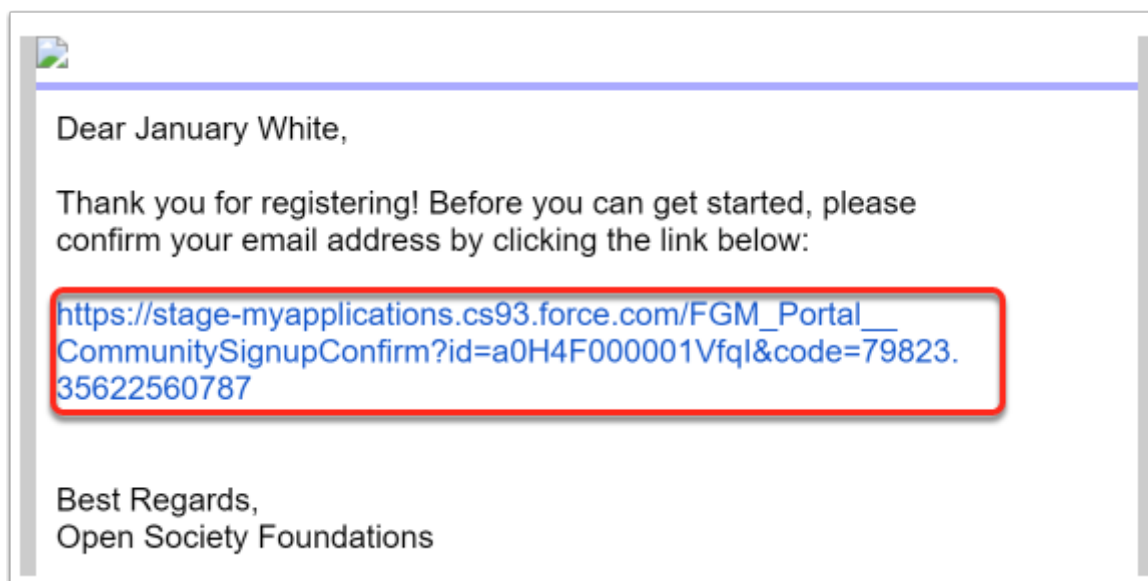 Dear January White,
Thank you for registering! Before you can get started, please
confirm your email address by clicking the link below:
https://stage-myapplications.cs93.force.com/FGM_Portal__
CommunitySignupConfirm?id=a0H4F000001VfqI&code=79823.
35622560787
Best Regards,
Open Society Foundations